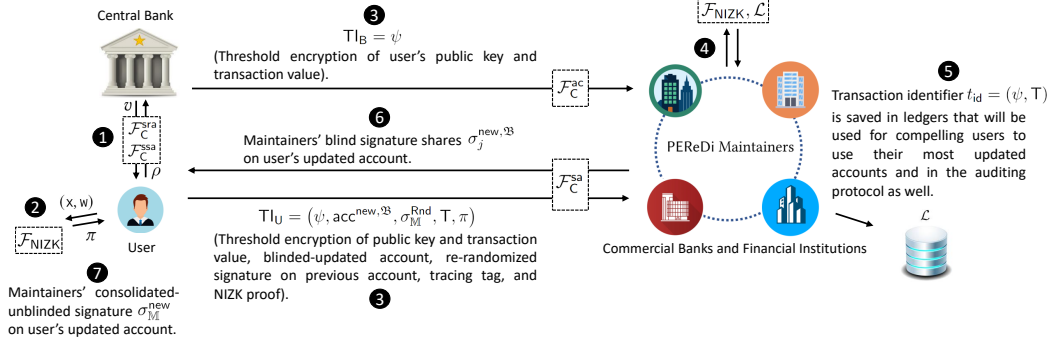 Central Bank
3
TI_B = ψ
(Threshold encryption of user's public key and
transaction value).
F_C^ac
F_NIZK, L
4
5
Transaction identifier t_id = (ψ, T)
is saved in ledgers that will be
used for compelling users to
use their most updated
accounts and in the auditing
protocol as well.
L
PEReDi Maintainers
Commercial Banks and Financial Institutions
v
1
F_C^sra
F_C^ssa
ρ
6
Maintainers' blind signature shares σ_j^{new, 𝔅}
on user's updated account.
F_C^sa
2
(x, w)
F_NIZK
π
User
TI_U = (ψ, acc^{new, 𝔅}, σ_𝕄^Rnd, T, π)
(Threshold encryption of public key and transaction
value, blinded-updated account, re-randomized
signature on previous account, tracing tag, and
NIZK proof).
3
7
Maintainers' consolidated-
unblinded signature σ_𝕄^new
on user's updated account.